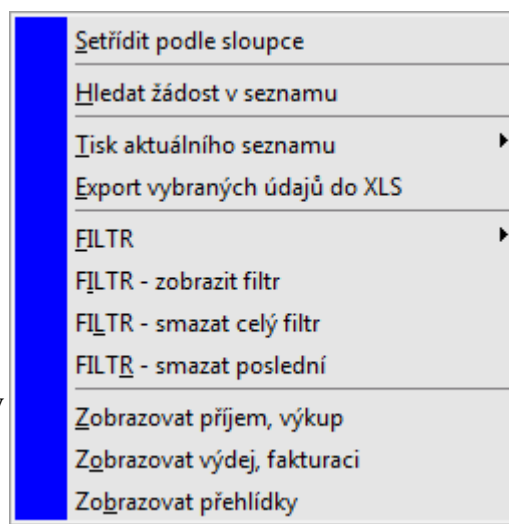 Setřídit podle sloupce
Hledat žádost v seznamu
Tisk aktuálního seznamu
Export vybraných údajů do XLS
FILTR
FILTR - zobrazit filtr
FILTR - smazat celý filtr
FILTR - smazat poslední
Zobrazovat příjem, výkup
Zobrazovat výdej, fakturaci
Zobrazovat přehlídky